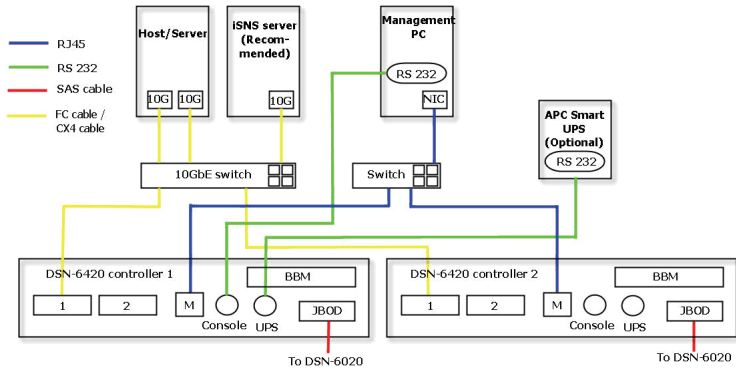 RJ45
RS 232
SAS cable
FC cable /
CX4 cable
Host/Server
10G
10G
iSNS server
(Recom-
mended)
10G
Management
PC
RS 232
NIC
APC Smart
UPS
(Optional)
RS 232
10GbE switch
Switch
DSN-6420 controller 1
BBM
1
2
M
Console
UPS
JBOD
To DSN-6020
DSN-6420 controller 2
BBM
1
2
M
Console
UPS
JBOD
To DSN-6020